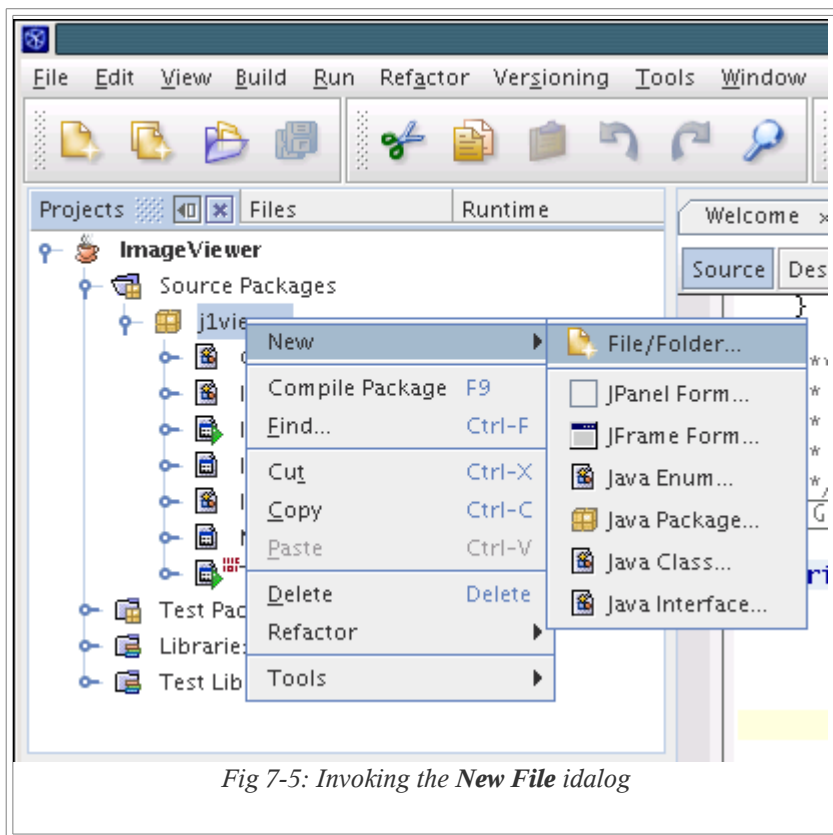 File Edit View Build Run Refactor Versioning Tools Window
Projects Files Runtime
Welcome
ImageViewer
Source Packages
Source
j1vie
New
File/Folder...
Compile Package F9
JPanel Form...
Find... Ctrl-F
JFrame Form...
Cut Ctrl-X
Java Enum...
Copy Ctrl-C
Java Package...
Paste Ctrl-V
Java Class...
Delete Delete
Java Interface...
Test Pac
Refactor
Libraries
Test Lib
Tools
Fig 7-5: Invoking the New File idalog